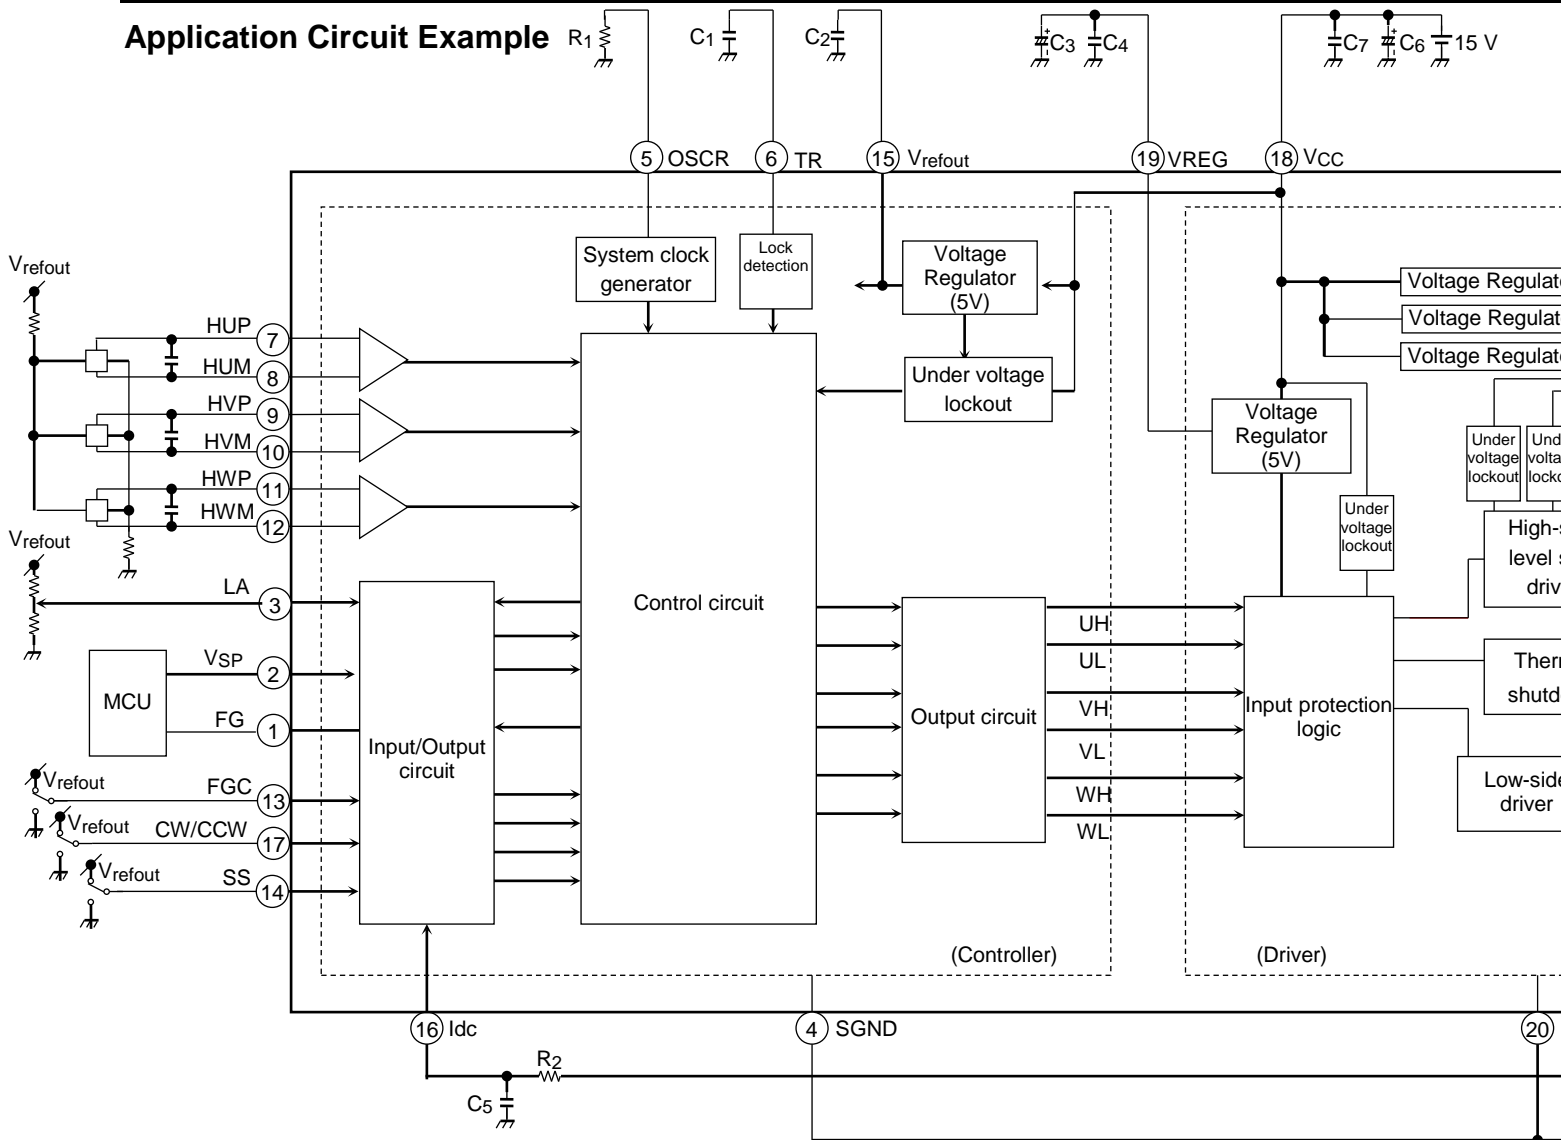 Application Circuit Example
R1
C1
C2
C3
C4
C7
C6
15 V
5
OSCR
6
TR
15
Vrefout
19
VREG
18
VCC
System clock
generator
Lock
detection
Voltage
Regulator
(5V)
Under voltage
lockout
Voltage
Voltage
Voltage
Voltage
Regulator
(5V)
Under
voltage
lockout
Under
voltage
lockout
Vrefout
HUP
7
HUM
8
HVP
9
HVM
10
HWP
11
HWM
12
Vrefout
LA
3
VSP
2
MCU
FG
1
Vrefout
FGC
13
Vrefout
CW/CCW
17
Vrefout
SS
14
Input/Output
circuit
Control circuit
Output circuit
UH
UL
VH
VL
WH
WL
Input protection
logic
level
Low-side
driver
(Controller)
(Driver)
16
Idc
4
SGND
20
R2
C5